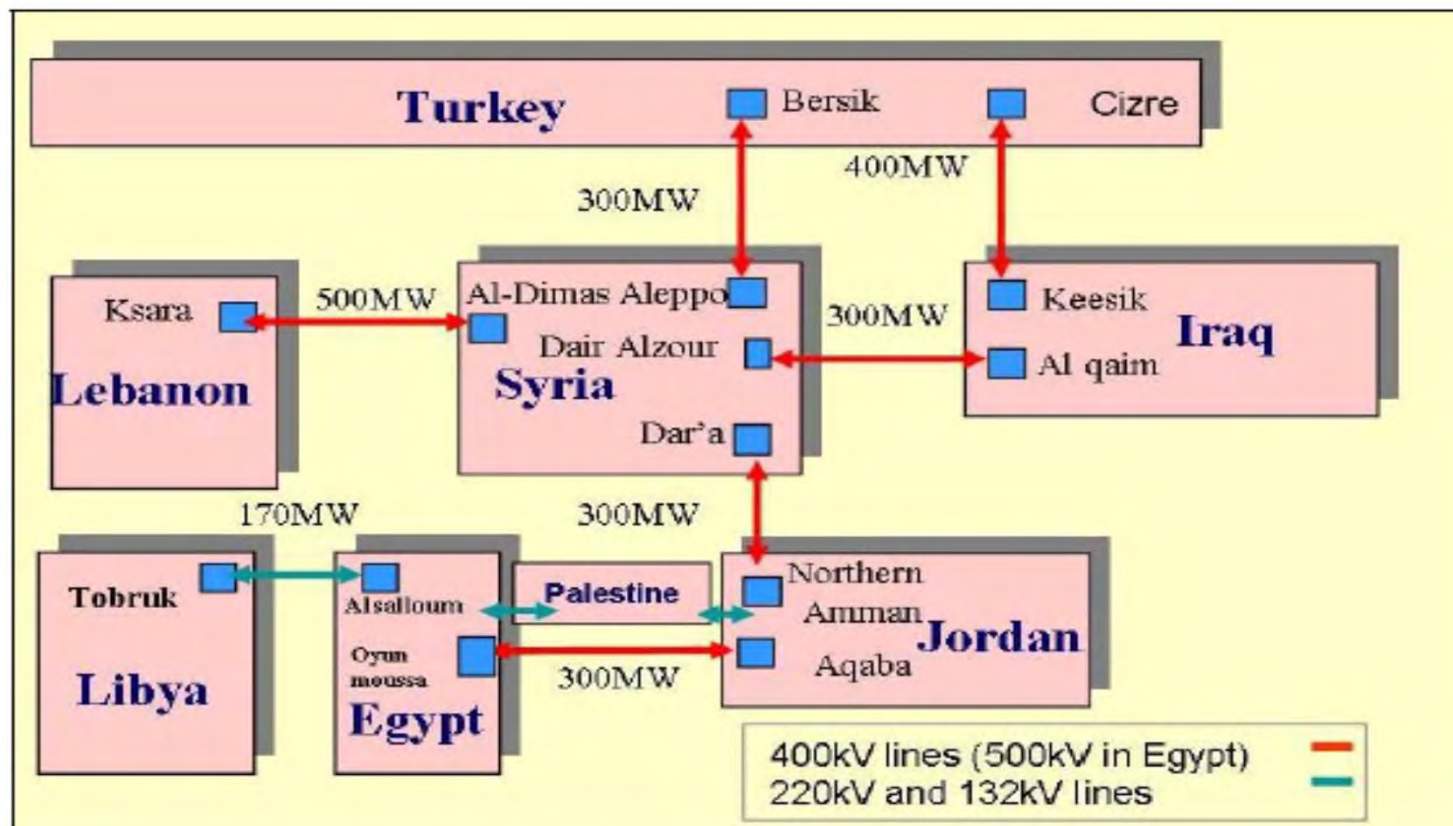 Turkey
Bersik
Cizre
300MW
400MW
Ksara
Lebanon
500MW
Al-Dimas Aleppo
Dair Alzour
Syria
Dar'a
300MW
Keesik
Iraq
Al qaim
170MW
300MW
Tobruk
Libya
Alsalloum
Oyun
moussa
Egypt
Palestine
300MW
Northern
Amman
Jordan
Aqaba
400kV lines (500kV in Egypt)
220kV and 132kV lines